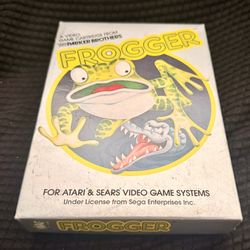 A VIDEO
GAME CARTRIDGE FROM
PARKER BROTHERS
FROGGER
FOR ATARI & SEARS VIDEO GAME SYSTEMS
Under License from Sega Enterprises Inc.
FROGGER